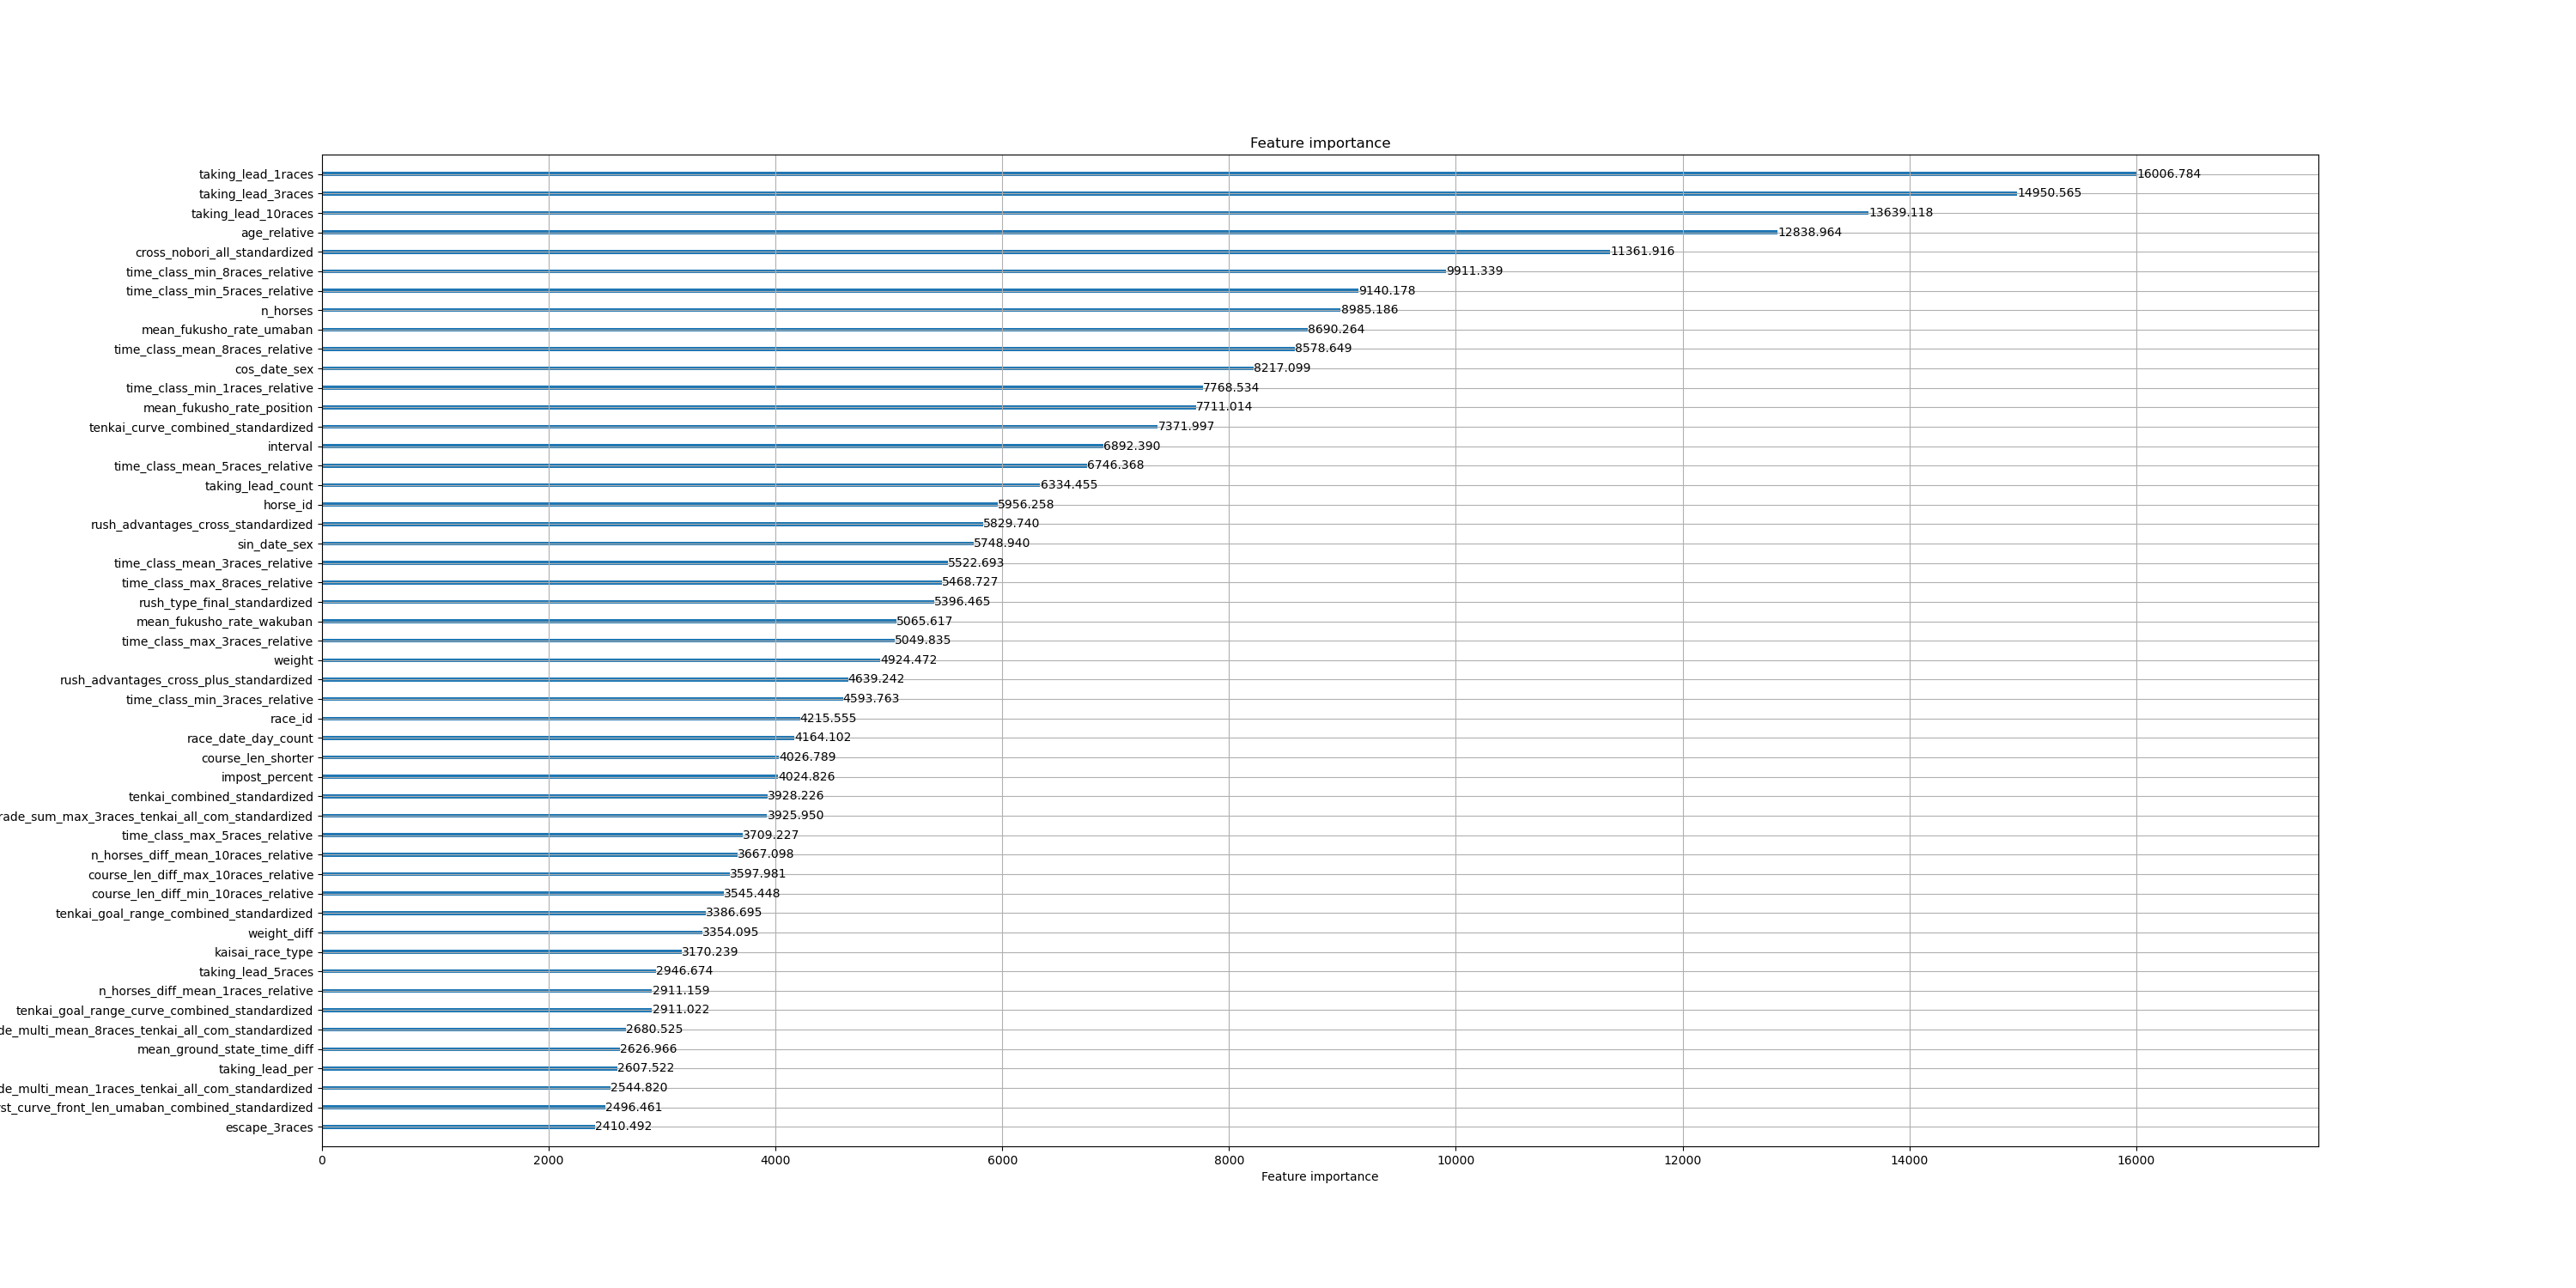 Feature importance
taking_lead_1races 16006.784
taking_lead_3races 14950.565
taking_lead_10races 13639.118
age_relative 12838.964
cross_nobori_all_standardized 11361.916
time_class_min_8races_relative 9911.339
time_class_min_5races_relative 9140.178
n_horses 8985.186
mean_fukusho_rate_umaban 8690.264
time_class_mean_8races_relative 8578.649
cos_date_sex 8217.099
time_class_min_1races_relative 7768.534
mean_fukusho_rate_position 7711.014
tenkai_curve_combined_standardized 7371.997
interval 6892.390
time_class_mean_5races_relative 6746.368
taking_lead_count 6334.455
horse_id 5956.258
rush_advantages_cross_standardized 5829.740
sin_date_sex 5748.940
time_class_mean_3races_relative 5522.693
time_class_max_8races_relative 5468.727
rush_type_final_standardized 5396.465
mean_fukusho_rate_wakuban 5065.617
time_class_max_3races_relative 5049.835
weight 4924.472
rush_advantages_cross_plus_standardized 4639.242
time_class_min_3races_relative 4593.763
race_id 4215.555
race_date_day_count 4164.102
course_len_shorter 4026.789
impost_percent 4024.826
tenkai_combined_standardized 3928.226
rade_sum_max_3races_tenkai_all_com_standardized 3925.950
time_class_max_5races_relative 3709.227
n_horses_diff_mean_10races_relative 3667.098
course_len_diff_max_10races_relative 3597.981
course_len_diff_min_10races_relative 3545.448
tenkai_goal_range_combined_standardized 3386.695
weight_diff 3354.095
kaisai_race_type 3170.239
taking_lead_5races 2946.674
n_horses_diff_mean_1races_relative 2911.159
tenkai_goal_range_curve_combined_standardized 2911.022
de_multi_mean_8races_tenkai_all_com_standardized 2680.525
mean_ground_state_time_diff 2626.966
taking_lead_per 2607.522
de_multi_mean_1races_tenkai_all_com_standardized 2544.820
st_curve_front_len_umaban_combined_standardized 2496.461
escape_3races 2410.492
0 2000 4000 6000 8000 10000 12000 14000 16000
Feature importance